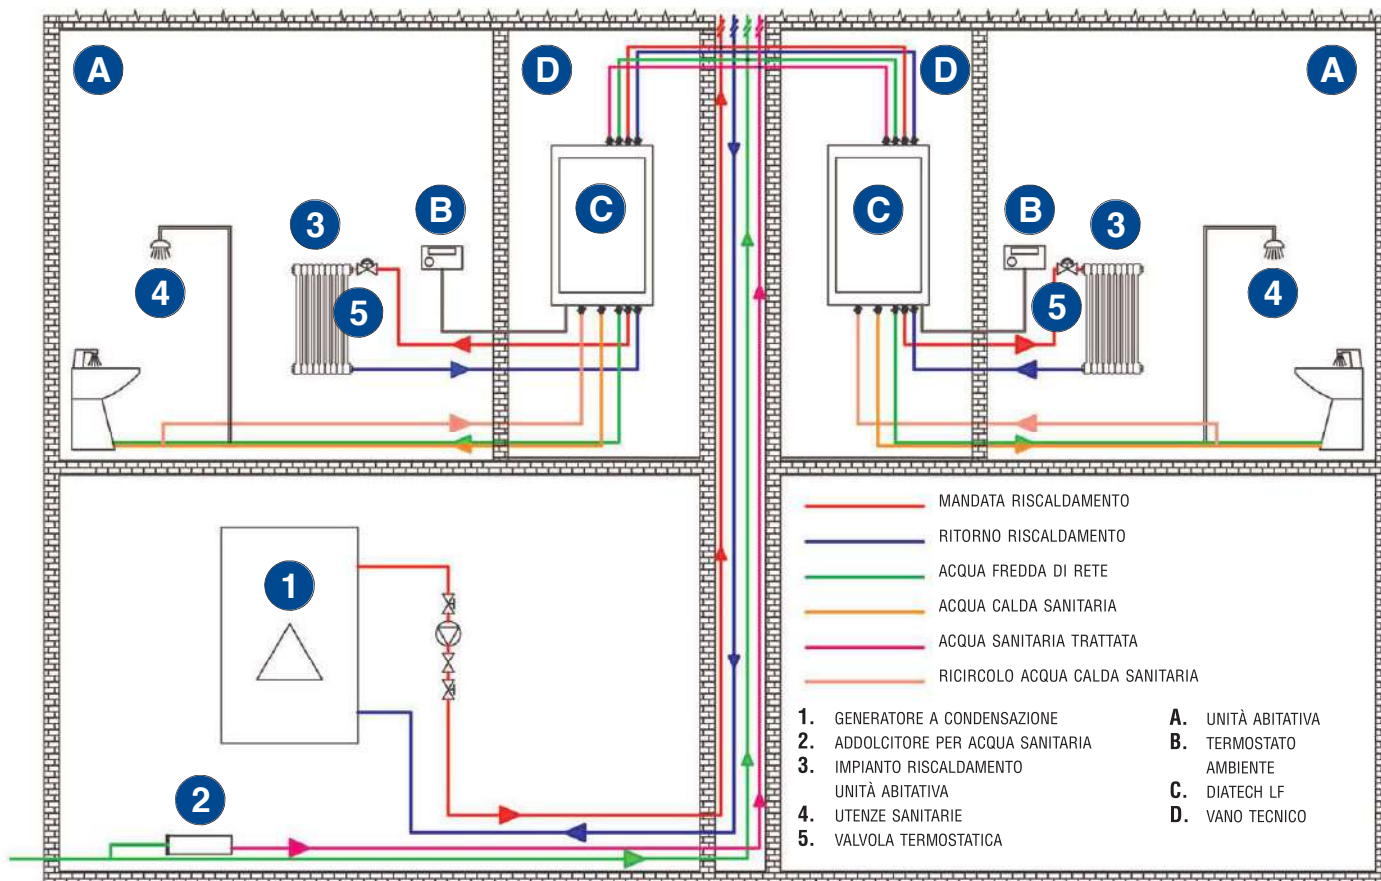 A
D
D
A
B
C
C
B
3
3
4
5
5
4
MANDATA RISCALDAMENTO
RITORNO RISCALDAMENTO
ACQUA FREDDA DI RETE
ACQUA CALDA SANITARIA
ACQUA SANITARIA TRATTATA
RICIRCOLO ACQUA CALDA SANITARIA
1
2
1. GENERATORE A CONDENSAZIONE
2. ADDOLCITORE PER ACQUA SANITARIA
3. IMPIANTO RISCALDAMENTO
UNITÀ ABITATIVA
4. UTENZE SANITARIE
5. VALVOLA TERMOSTATICA
A. UNITÀ ABITATIVA
B. TERMOSTATO
AMBIENTE
C. DIATECH LF
D. VANO TECNICO